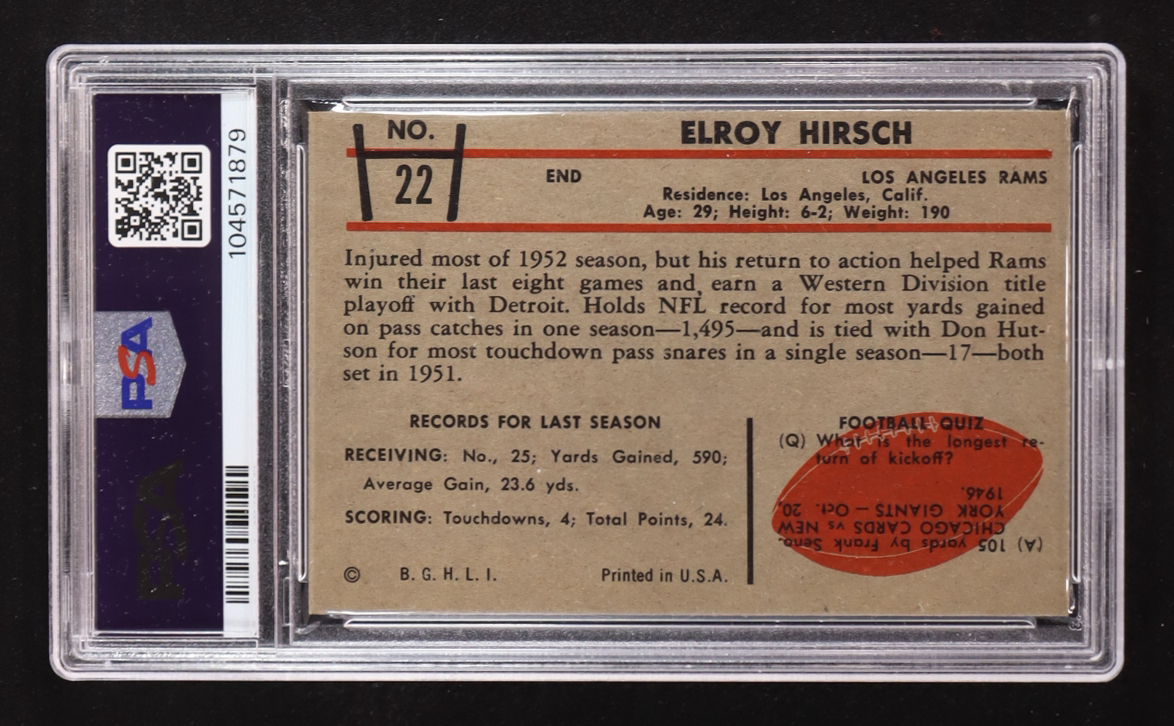 104571879
PSA
PSA
NO.
22
ELROY HIRSCH
END
LOS ANGELES RAMS
Residence: Los Angeles, Calif.
Age: 29; Height: 6-2; Weight: 190
Injured most of 1952 season, but his return to action helped Rams
win their last eight games and earn a Western Division title
playoff with Detroit. Holds NFL record for most yards gained
on pass catches in one season—1,495—and is tied with Don Hut-
son for most touchdown pass snares in a single season—17—both
set in 1951.
RECORDS FOR LAST SEASON
RECEIVING: No., 25; Yards Gained, 590;
Average Gain, 23.6 yds.
SCORING: Touchdowns, 4; Total Points, 24.
© B. G. H. L. I.
Printed in U.S.A.
FOOTBALL QUIZ
(Q) What is the longest re-
turn of kickoff?
(A) 105 yards by Frank Seno.
CHICAGO CARDS vs NEW
YORK GIANTS — Oct. 20,
1946.